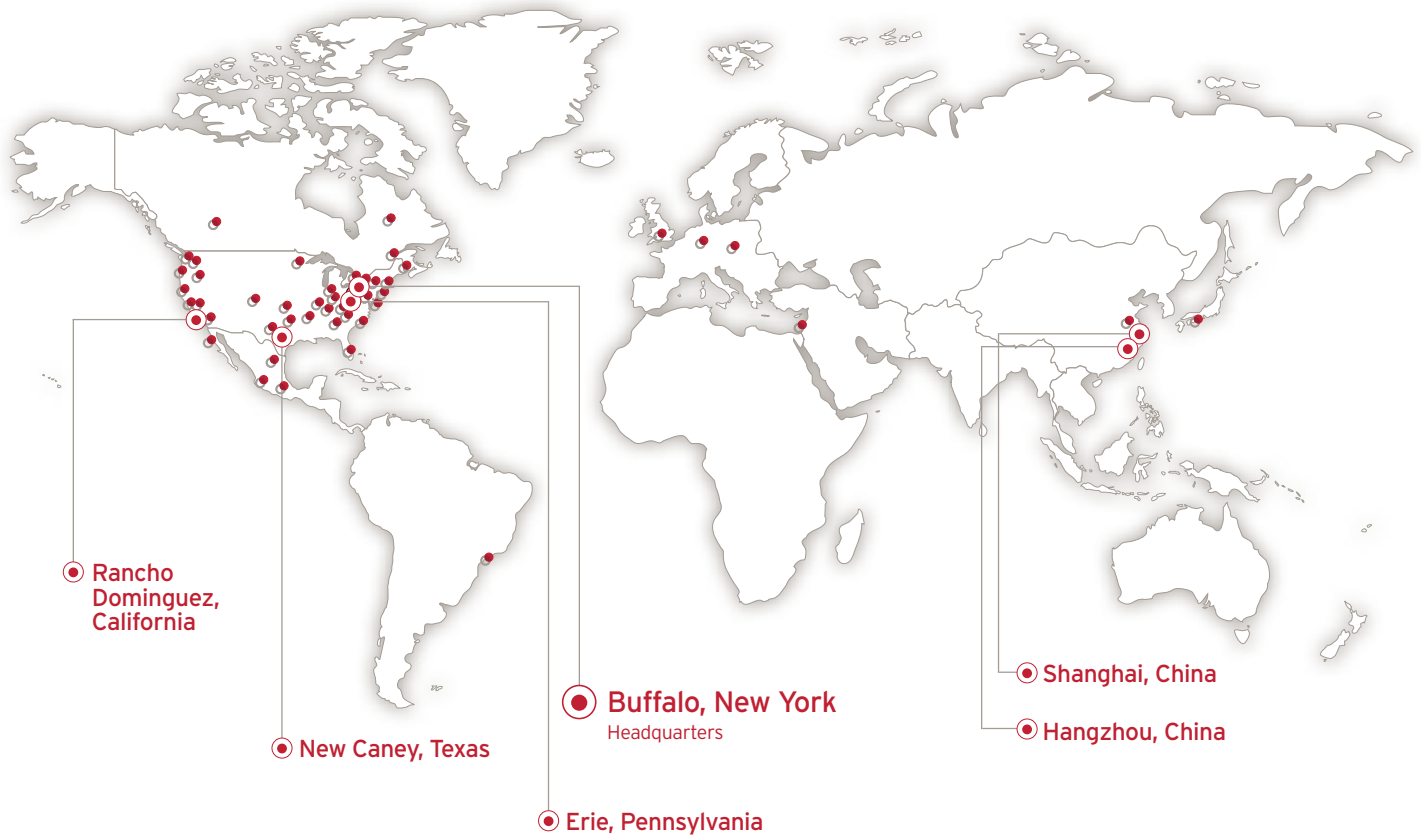 Rancho
Dominguez,
California
New Caney, Texas
Buffalo, New York
Headquarters
Erie, Pennsylvania
Shanghai, China
Hangzhou, China